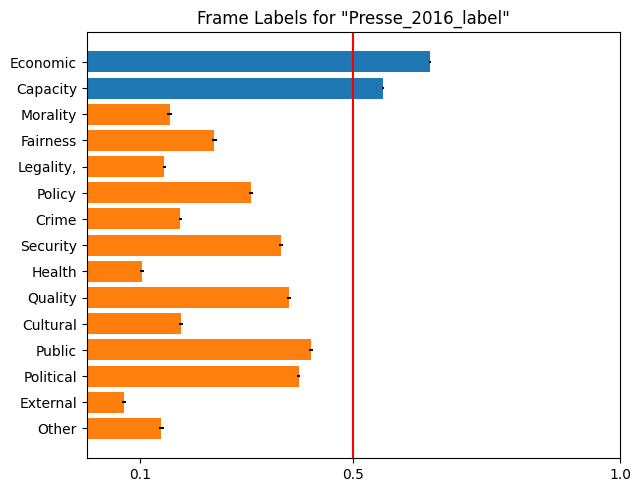 Frame Labels for "Presse_2016_label"
Economic
Capacity
Morality
Fairness
Legality,
Policy
Crime
Security
Health
Quality
Cultural
Public
Political
External
Other
0.1 0.5 1.0